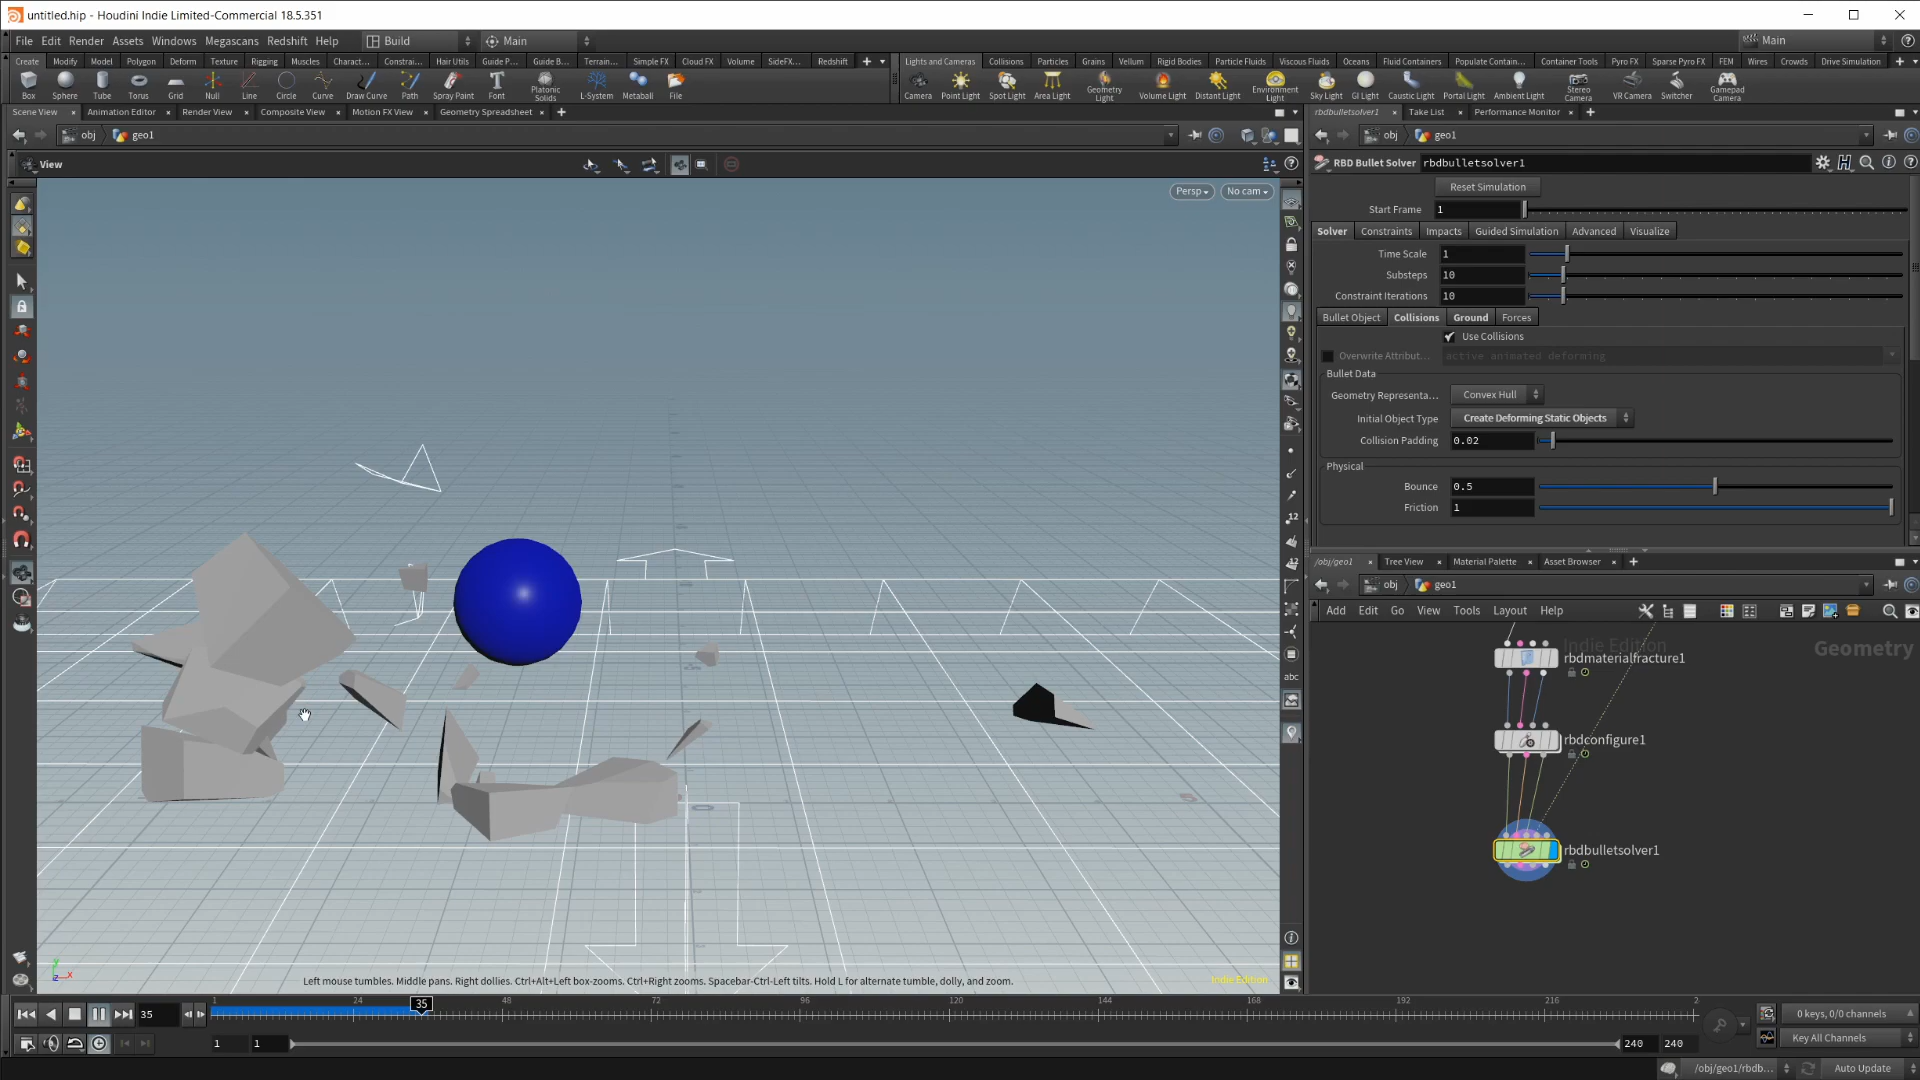 untitled.hip - Houdini Indie Limited-Commercial 18.5.351
File Edit Render Assets Windows Megascans Redshift Help Build Main Main
Create Modify Model Polygon Deform Texture Rigging Muscles Charact... Constrai... Hair Utils Guide P... Guide B... Terrain... Simple FX Cloud FX Volume SideFX... Redshift
Lights and Cameras Collisions Particles Grains Vellum Rigid Bodies Particle Fluids Viscous Fluids Oceans Fluid Containers Populate Contain... Container Tools Pyro FX Sparse Pyro FX FEM Wires Crowds Drive Simulation
Box Sphere Tube Torus Grid Null Line Circle Curve Draw Curve Path Spray Paint Font Platonic Solids L-System Metaball File
Camera Point Light Spot Light Area Light Geometry Light Volume Light Distant Light Environment Light Sky Light GI Light Caustic Light Portal Light Ambient Light Stereo Camera VR Camera Switcher Gamepad Camera
Scene View Animation Editor Render View Composite View Motion FX View Geometry Spreadsheet
obj geo1
View
Persp No cam
Left mouse tumbles. Middle pans. Right dollies. Ctrl+Alt+Left box-zooms. Ctrl+Right zooms. Spacebar-Ctrl-Left tilts. Hold L for alternate tumble, dolly, and zoom.
Indie Edition
rbdbulletsolver1 Take List Performance Monitor
obj geo1
RBD Bullet Solver rbdbulletsolver1
Reset Simulation
Start Frame 1
Solver Constraints Impacts Guided Simulation Advanced Visualize
Time Scale 1
Substeps 10
Constraint Iterations 10
Bullet Object Collisions Ground Forces
Use Collisions
Overwrite Attribut... active animated deforming
Bullet Data
Geometry Representa... Convex Hull
Initial Object Type Create Deforming Static Objects
Collision Padding 0.02
Physical
Bounce 0.5
Friction 1
/obj/geo1 Tree View Material Palette Asset Browser
obj geo1
Add Edit Go View Tools Layout Help
Indie Edition
Geometry
rbdmaterialfracture1
rbdconfigure1
rbdbulletsolver1
12
12
abc
35
1 24 35 48 72 96 120 144 168 192 216 2
0 keys, 0/0 channels
1 1 240 240
Key All Channels
/obj/geo1/rbdb... Auto Update